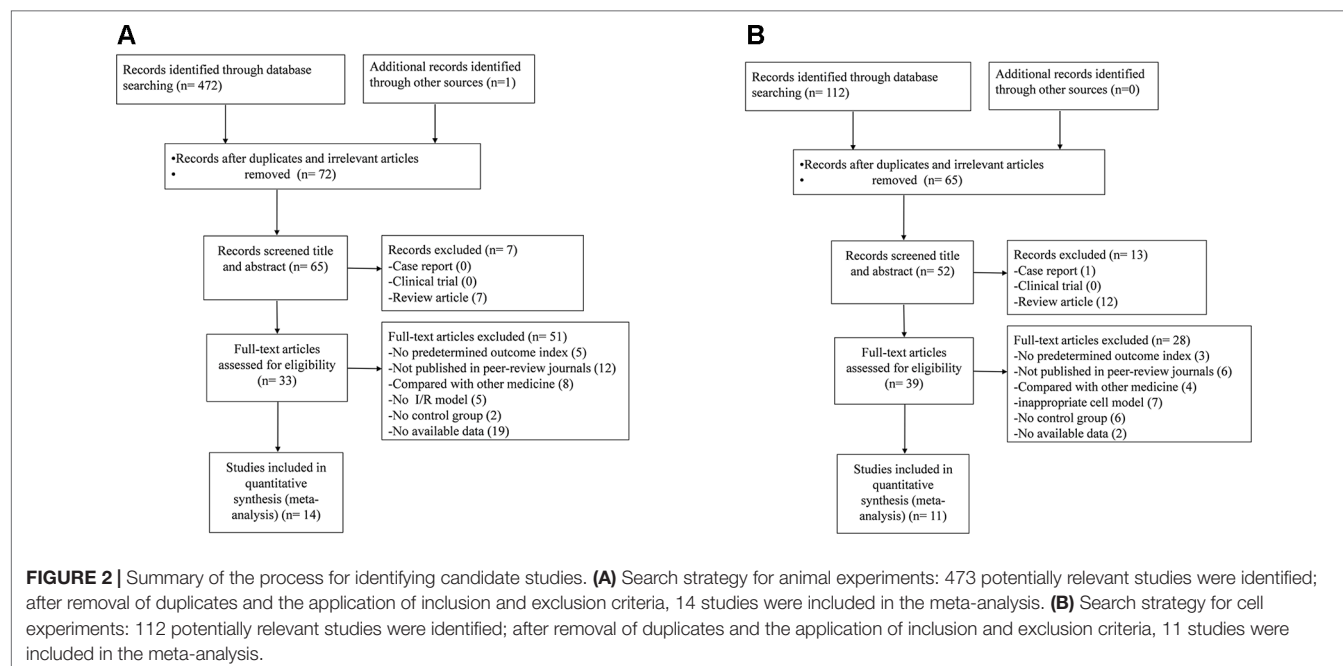 A
Records identified through database
searching (n= 472)
Additional records identified
through other sources (n=1)
•Records after duplicates and irrelevant articles
• removed (n= 72)
Records screened title
and abstract (n= 65)
Records excluded (n= 7)
-Case report (0)
-Clinical trial (0)
-Review article (7)
Full-text articles
assessed for eligibility
(n= 33)
Full-text articles excluded (n= 51)
-No predetermined outcome index (5)
-Not published in peer-review journals (12)
-Compared with other medicine (8)
-No I/R model (5)
-No control group (2)
-No available data (19)
Studies included in
quantitative
synthesis (meta-
analysis) (n= 14)
B
Records identified through database
searching (n= 112)
Additional records identified
through other sources (n=0)
•Records after duplicates and irrelevant articles
• removed (n= 65)
Records screened title
and abstract (n= 52)
Records excluded (n= 13)
-Case report (1)
-Clinical trial (0)
-Review article (12)
Full-text articles
assessed for eligibility
(n= 39)
Full-text articles excluded (n= 28)
-No predetermined outcome index (3)
-Not published in peer-review journals (6)
-Compared with other medicine (4)
-inappropriate cell model (7)
-No control group (6)
-No available data (2)
Studies included in
quantitative
synthesis (meta-
analysis) (n= 11)
FIGURE 2 | Summary of the process for identifying candidate studies. (A) Search strategy for animal experiments: 473 potentially relevant studies were identified;
after removal of duplicates and the application of inclusion and exclusion criteria, 14 studies were included in the meta-analysis. (B) Search strategy for cell
experiments: 112 potentially relevant studies were identified; after removal of duplicates and the application of inclusion and exclusion criteria, 11 studies were
included in the meta-analysis.